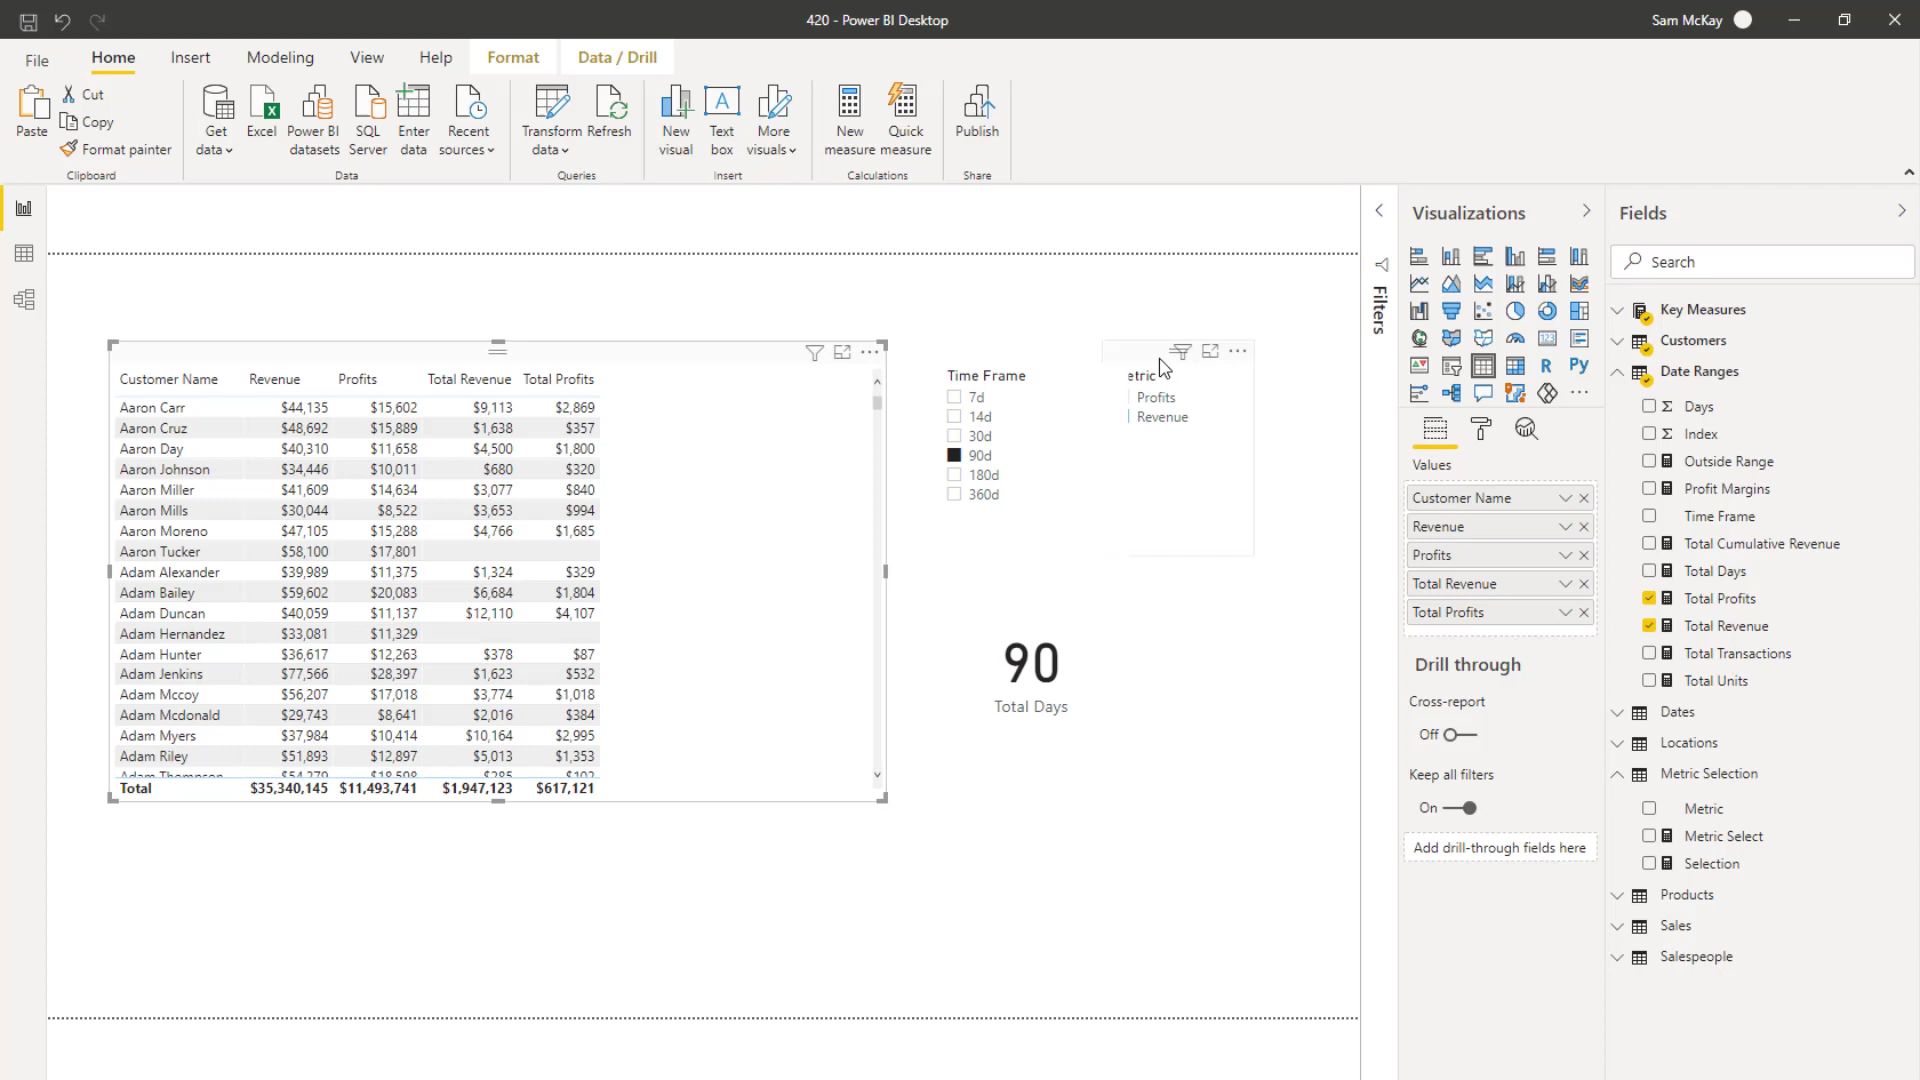 420 - Power BI Desktop
Sam McKay
File Home Insert Modeling View Help Format Data / Drill
Paste
Cut
Copy
Format painter
Clipboard
Get data
Excel
Power BI datasets
SQL Server
Enter data
Recent sources
Data
Transform data
Refresh
Queries
New visual
Text box
More visuals
Insert
New measure
Quick measure
Calculations
Publish
Share
Customer Name Revenue Profits Total Revenue Total Profits
Aaron Carr $44,135 $15,602 $9,113 $2,869
Aaron Cruz $48,692 $15,889 $1,638 $357
Aaron Day $40,310 $11,658 $4,500 $1,800
Aaron Johnson $34,446 $10,011 $680 $320
Aaron Miller $41,609 $14,634 $3,077 $840
Aaron Mills $30,044 $8,522 $3,653 $994
Aaron Moreno $47,105 $15,288 $4,766 $1,685
Aaron Tucker $58,100 $17,801
Adam Alexander $39,989 $11,375 $1,324 $329
Adam Bailey $59,602 $20,083 $6,684 $1,804
Adam Duncan $40,059 $11,137 $12,110 $4,107
Adam Hernandez $33,081 $11,329
Adam Hunter $36,617 $12,263 $378 $87
Adam Jenkins $77,566 $28,397 $1,623 $532
Adam Mccoy $56,207 $17,018 $3,774 $1,018
Adam Mcdonald $29,743 $8,641 $2,016 $384
Adam Myers $37,984 $10,414 $10,164 $2,995
Adam Riley $51,893 $12,897 $5,013 $1,353
Adam Thompson $54,279 $18,598 $285 $102
Total $35,340,145 $11,493,741 $1,947,123 $617,121
Time Frame
7d
14d
30d
90d
180d
360d
etric
Profits
Revenue
90
Total Days
Filters
Visualizations
123
R
Py
Values
Customer Name
Revenue
Profits
Total Revenue
Total Profits
Drill through
Cross-report
Off
Keep all filters
On
Add drill-through fields here
Fields
Search
Key Measures
Customers
Date Ranges
Σ Days
Σ Index
Outside Range
Profit Margins
Time Frame
Total Cumulative Revenue
Total Days
Total Profits
Total Revenue
Total Transactions
Total Units
Dates
Locations
Metric Selection
Metric
Metric Select
Selection
Products
Sales
Salespeople